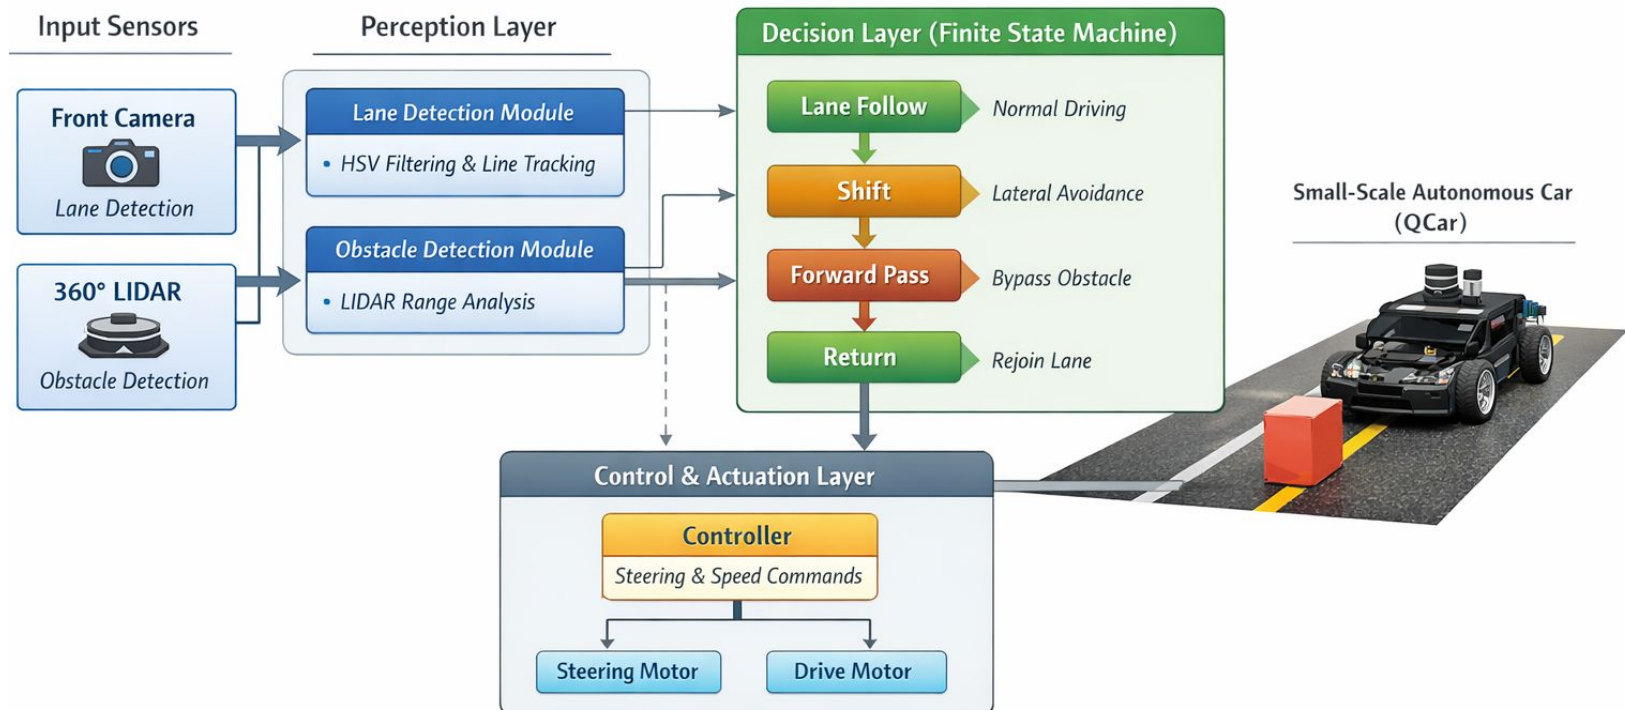 Input Sensors
Front Camera
Lane Detection
360° LIDAR
Obstacle Detection
Perception Layer
Lane Detection Module
• HSV Filtering & Line Tracking
Obstacle Detection Module
• LIDAR Range Analysis
Decision Layer (Finite State Machine)
Lane Follow
Normal Driving
Shift
Lateral Avoidance
Forward Pass
Bypass Obstacle
Return
Rejoin Lane
Small-Scale Autonomous Car
(QCar)
Control & Actuation Layer
Controller
Steering & Speed Commands
Steering Motor
Drive Motor